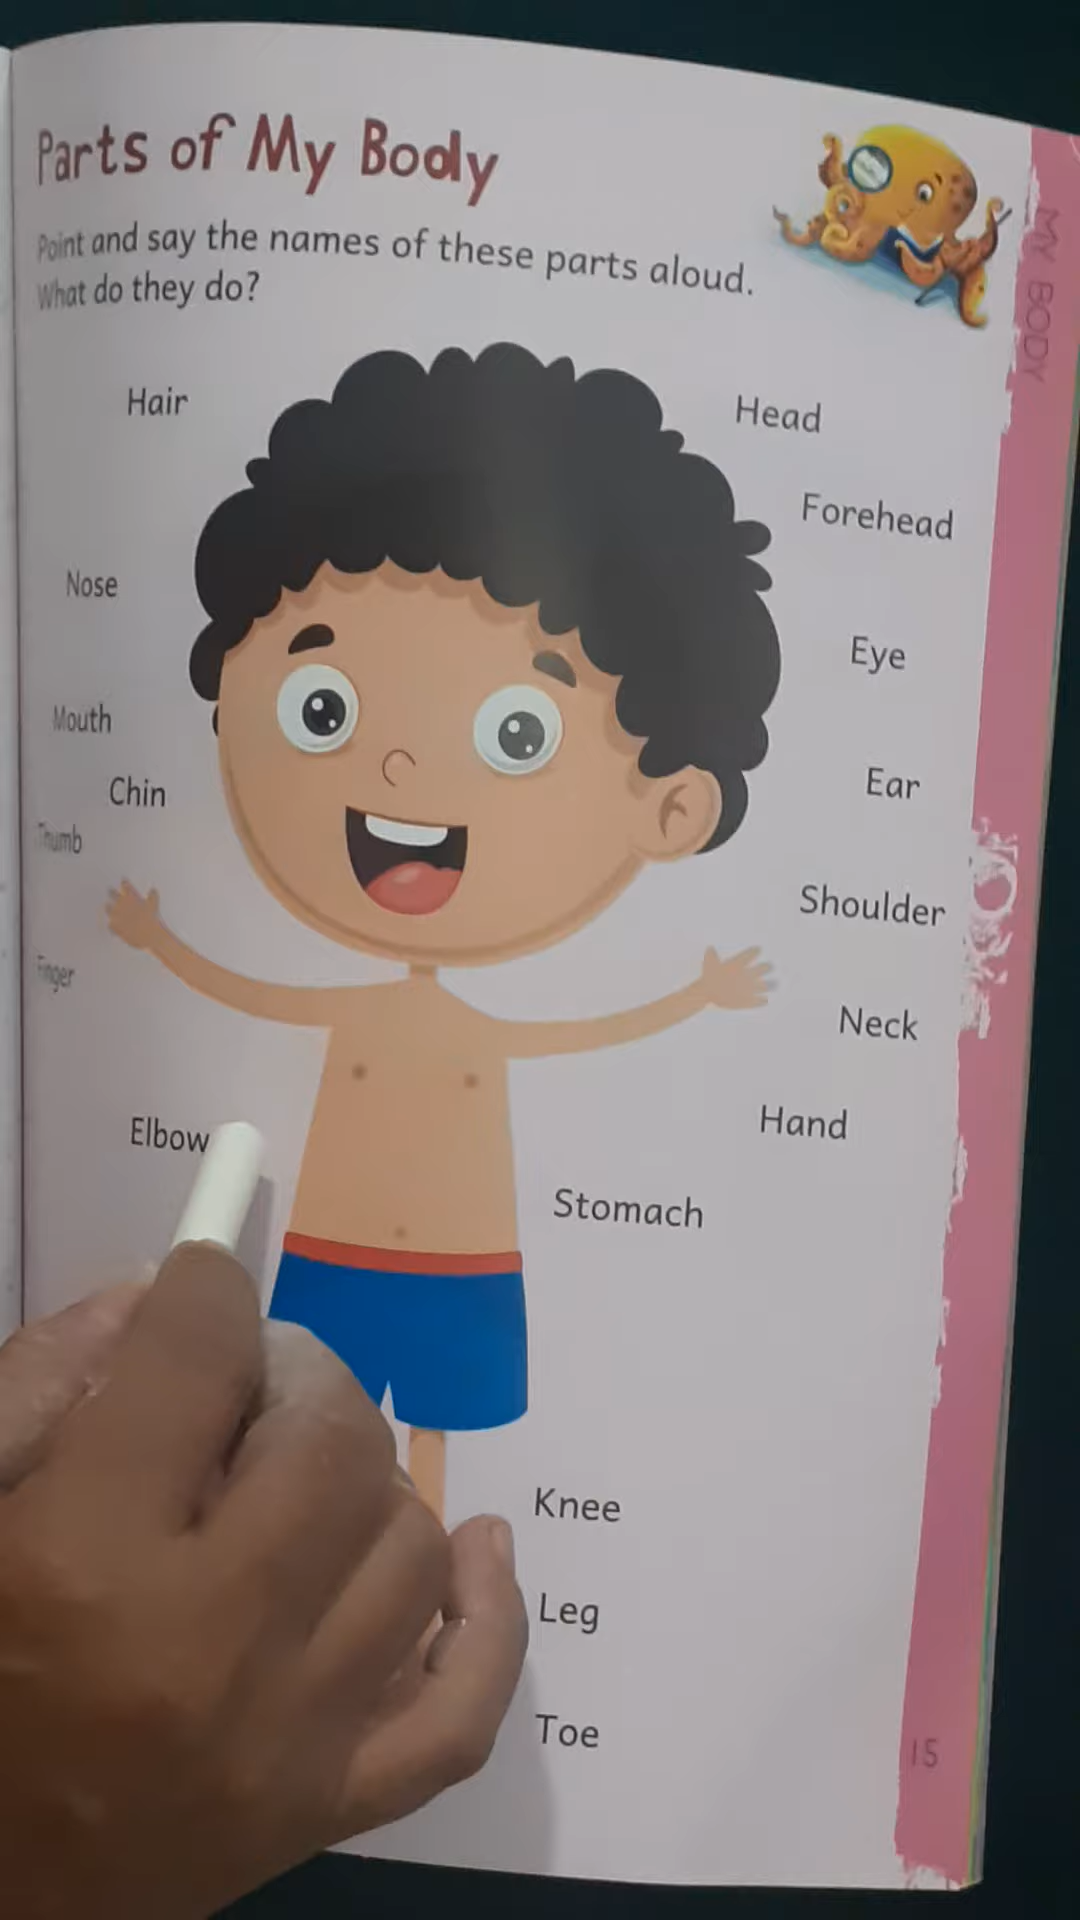 Parts of My Body
Point and say the names of these parts aloud.
What do they do?
Hair
Head
Forehead
Nose
Eye
Mouth
Ear
Chin
Thumb
Shoulder
Finger
Neck
Elbow
Hand
Stomach
Knee
Leg
Toe
15
MY BODY